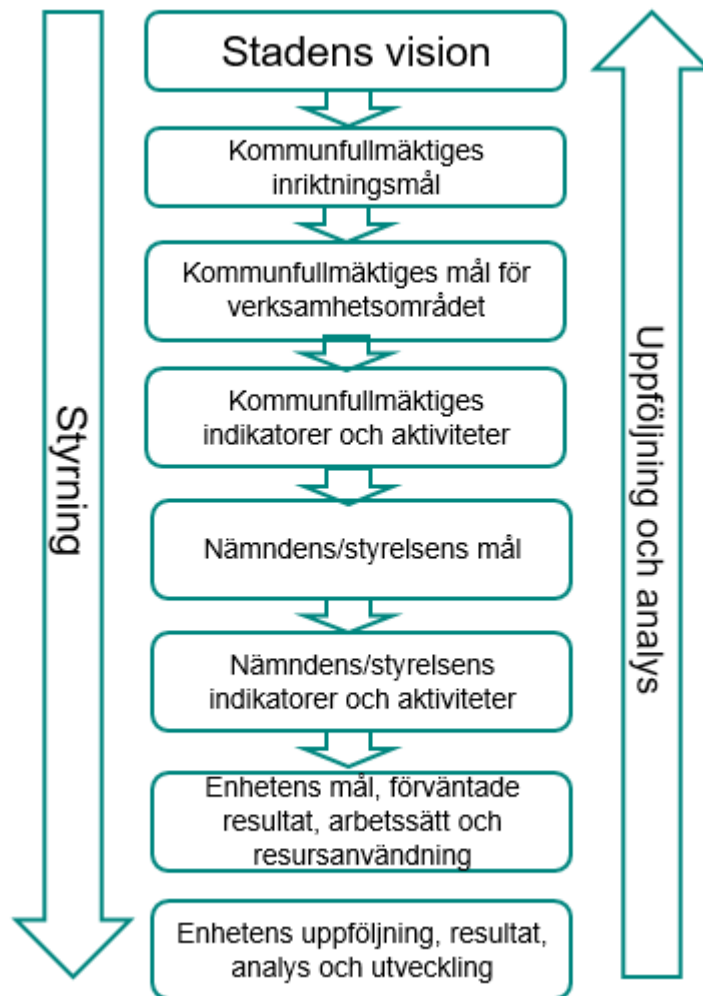 Stadens vision
Kommunfullmäktiges
inriktningsmål
Kommunfullmäktiges mål för
verksamhetsområdet
Kommunfullmäktiges
indikatorer och aktiviteter
Nämndens/styrelsens mål
Nämndens/styrelsens
indikatorer och aktiviteter
Enhetens mål, förväntade
resultat, arbetssätt och
resursanvändning
Enhetens uppföljning, resultat,
analys och utveckling
Styrning
Uppföljning och analys